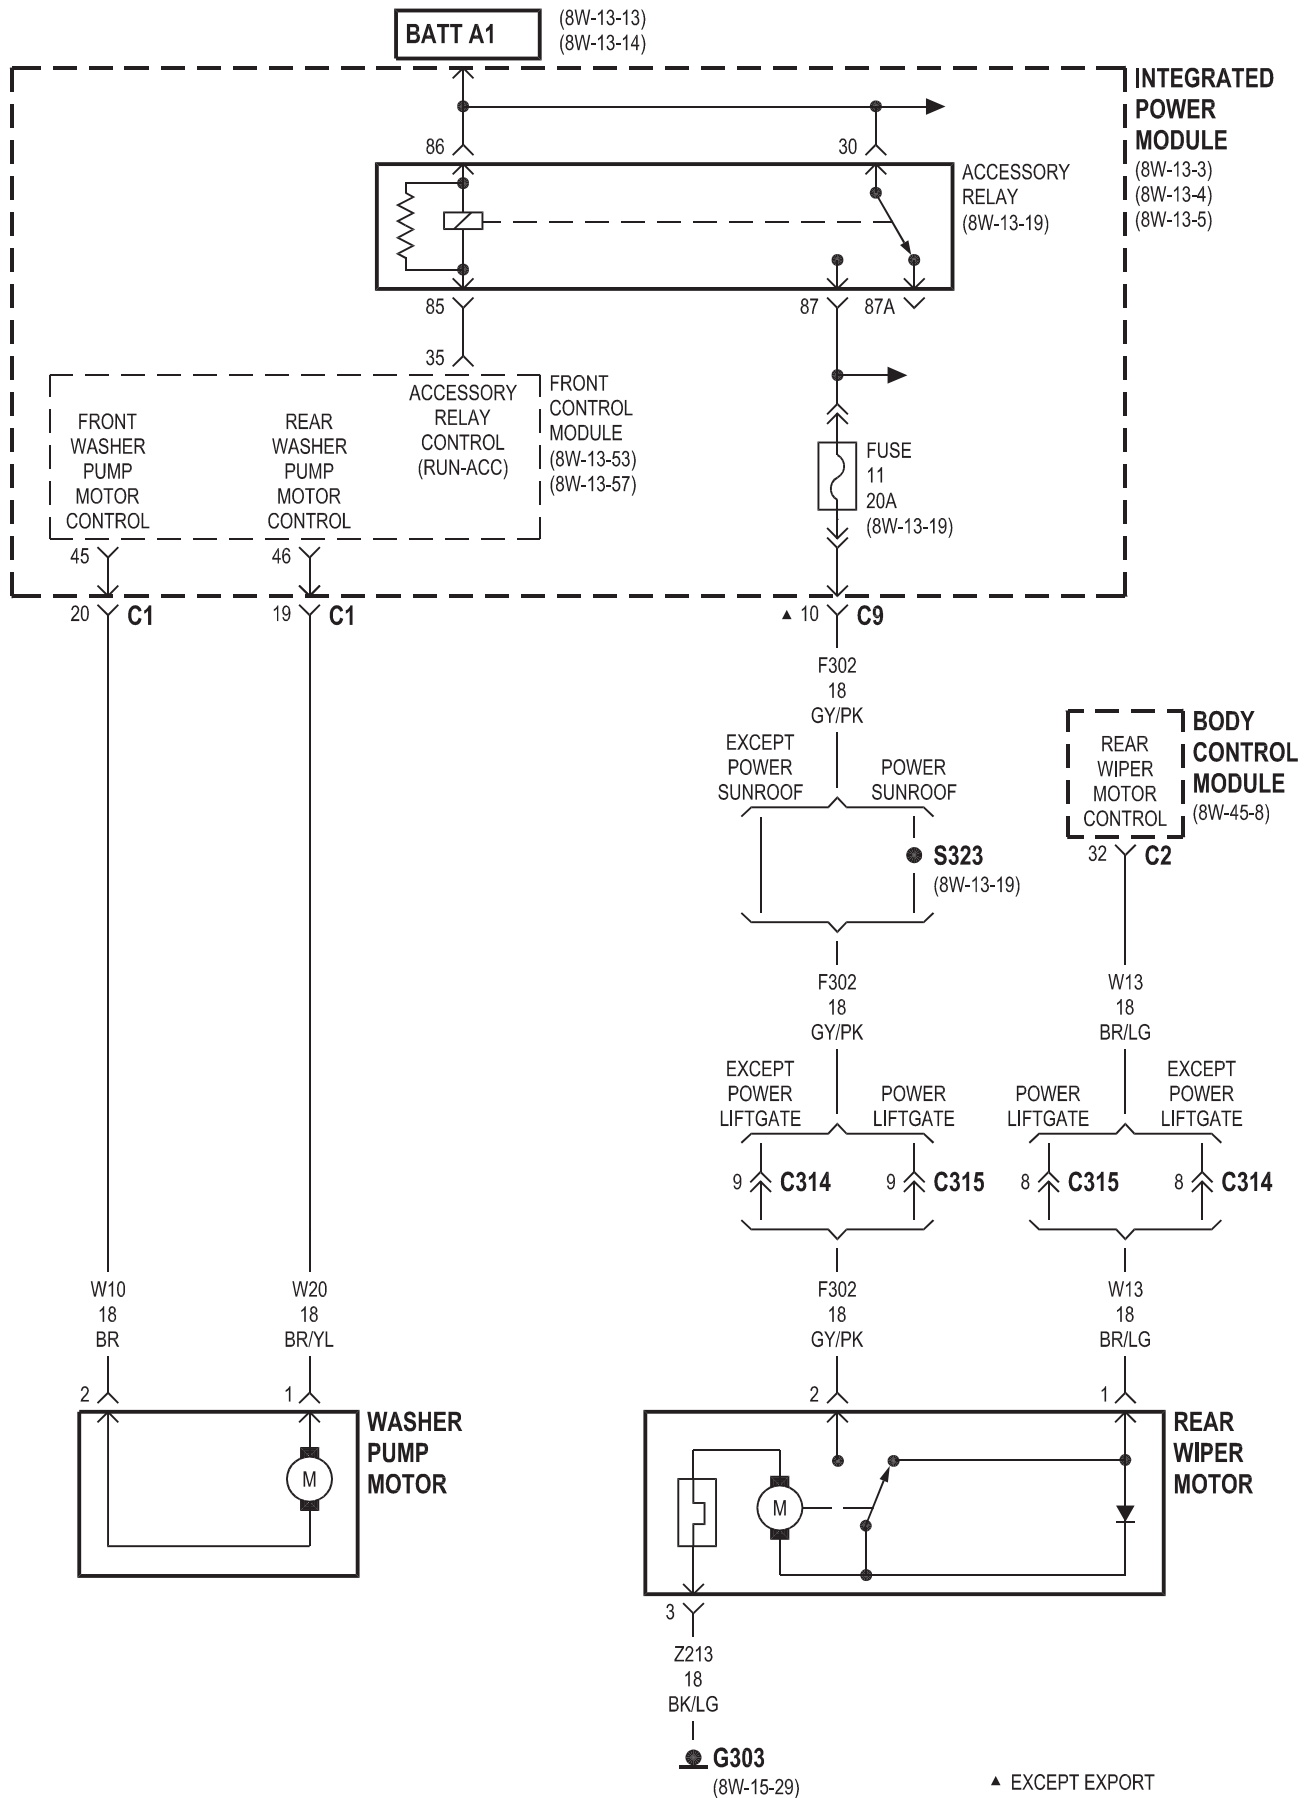 BATT A1
(8W-13-13)
(8W-13-14)
INTEGRATED
POWER
MODULE
(8W-13-3)
(8W-13-4)
(8W-13-5)
86
30
ACCESSORY
RELAY
(8W-13-19)
85
87
87A
35
ACCESSORY
RELAY
CONTROL
(RUN-ACC)
FRONT
CONTROL
MODULE
(8W-13-53)
(8W-13-57)
FRONT
WASHER
PUMP
MOTOR
CONTROL
REAR
WASHER
PUMP
MOTOR
CONTROL
FUSE
11
20A
(8W-13-19)
45
46
20 C1
19 C1
▲ 10 C9
F302
18
GY/PK
EXCEPT
POWER
SUNROOF
POWER
SUNROOF
S323
(8W-13-19)
REAR
WIPER
MOTOR
CONTROL
BODY
CONTROL
MODULE
(8W-45-8)
32 C2
F302
18
GY/PK
W13
18
BR/LG
EXCEPT
POWER
LIFTGATE
POWER
LIFTGATE
POWER
LIFTGATE
EXCEPT
POWER
LIFTGATE
9 C314
9 C315
8 C315
8 C314
W10
18
BR
W20
18
BR/YL
F302
18
GY/PK
W13
18
BR/LG
2
1
2
1
WASHER
PUMP
MOTOR
M
REAR
WIPER
MOTOR
M
3
Z213
18
BK/LG
G303
(8W-15-29)
▲ EXCEPT EXPORT